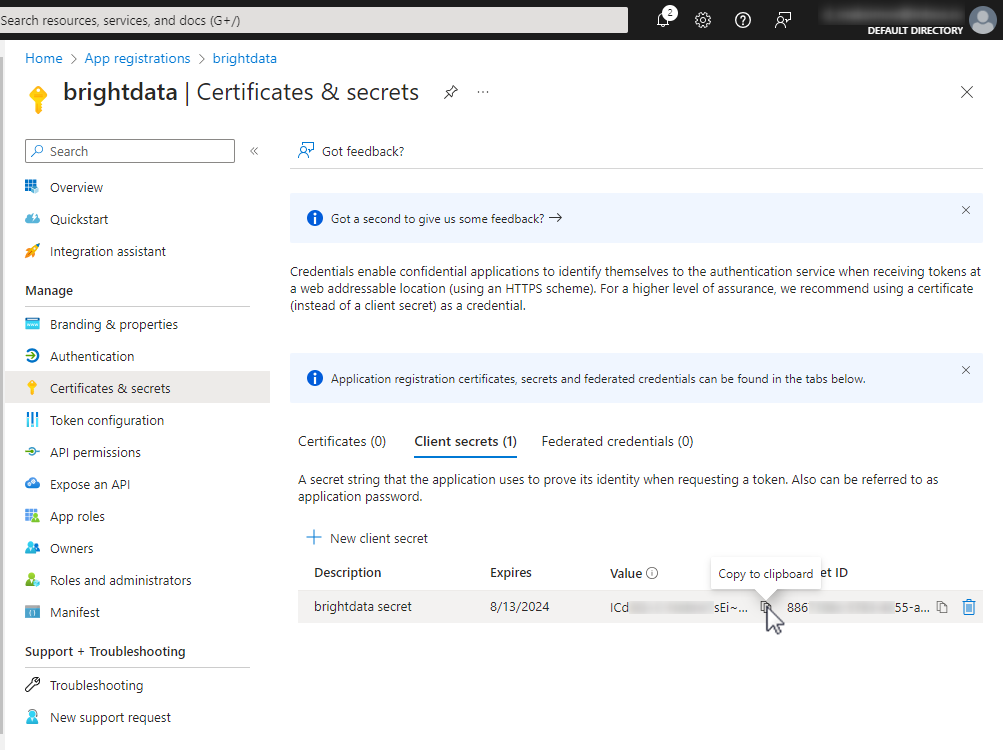 Search resources, services, and docs (G+/)
2
DEFAULT DIRECTORY
Home > App registrations > brightdata
brightdata | Certificates & secrets
Search
Got feedback?
Overview
Quickstart
Integration assistant
Manage
Branding & properties
Authentication
Certificates & secrets
Token configuration
API permissions
Expose an API
App roles
Owners
Roles and administrators
Manifest
Support + Troubleshooting
Troubleshooting
New support request
Got a second to give us some feedback?
Credentials enable confidential applications to identify themselves to the authentication service when receiving tokens at
a web addressable location (using an HTTPS scheme). For a higher level of assurance, we recommend using a certificate
(instead of a client secret) as a credential.
Application registration certificates, secrets and federated credentials can be found in the tabs below.
Certificates (0) Client secrets (1) Federated credentials (0)
A secret string that the application uses to prove its identity when requesting a token. Also can be referred to as
application password.
New client secret
Copy to clipboard
Description Expires Value et ID
brightdata secret 8/13/2024 ICd sEi~... 886 55-a...